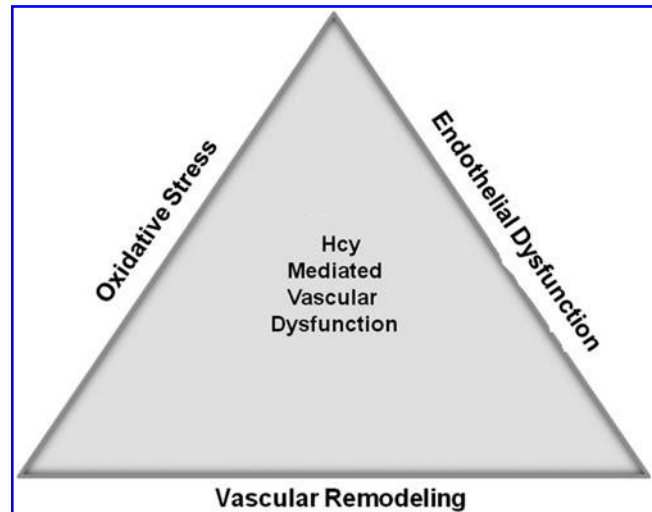 Oxidative Stress
Endothelial Dysfunction
Hcy
Mediated
Vascular
Dysfunction
Vascular Remodeling